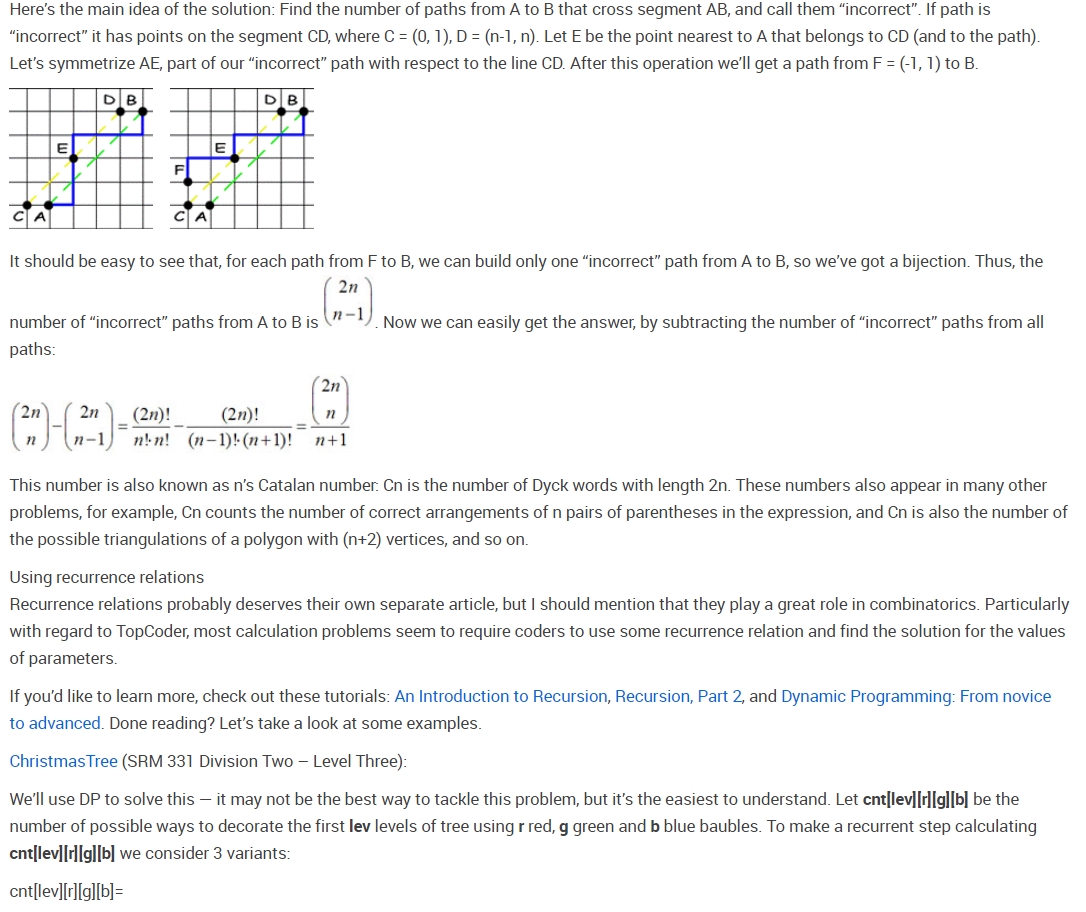 Here's the main idea of the solution: Find the number of paths from A to B that cross segment AB, and call them “incorrect”. If path is
“incorrect” it has points on the segment CD, where C = (0, 1), D = (n-1, n). Let E be the point nearest to A that belongs to CD (and to the path).
Let's symmetrize AE, part of our “incorrect” path with respect to the line CD. After this operation we'll get a path from F = (-1, 1) to B.
D B D B
E E
F
C A C A
It should be easy to see that, for each path from F to B, we can build only one “incorrect” path from A to B, so we've got a bijection. Thus, the
number of “incorrect” paths from A to B is (2n n−1). Now we can easily get the answer, by subtracting the number of “incorrect” paths from all
paths:
(2n n) − (2n n−1) = (2n)!/n!·n! − (2n)!/(n−1)!·(n+1)! = (2n n)/n+1
This number is also known as n's Catalan number: Cn is the number of Dyck words with length 2n. These numbers also appear in many other
problems, for example, Cn counts the number of correct arrangements of n pairs of parentheses in the expression, and Cn is also the number of
the possible triangulations of a polygon with (n+2) vertices, and so on.
Using recurrence relations
Recurrence relations probably deserves their own separate article, but I should mention that they play a great role in combinatorics. Particularly
with regard to TopCoder, most calculation problems seem to require coders to use some recurrence relation and find the solution for the values
of parameters.
If you'd like to learn more, check out these tutorials: An Introduction to Recursion, Recursion, Part 2, and Dynamic Programming: From novice
to advanced. Done reading? Let's take a look at some examples.
ChristmasTree (SRM 331 Division Two – Level Three):
We'll use DP to solve this — it may not be the best way to tackle this problem, but it's the easiest to understand. Let cnt[lev][r][g][b] be the
number of possible ways to decorate the first lev levels of tree using r red, g green and b blue baubles. To make a recurrent step calculating
cnt[lev][r][g][b] we consider 3 variants:
cnt[lev][r][g][b]=